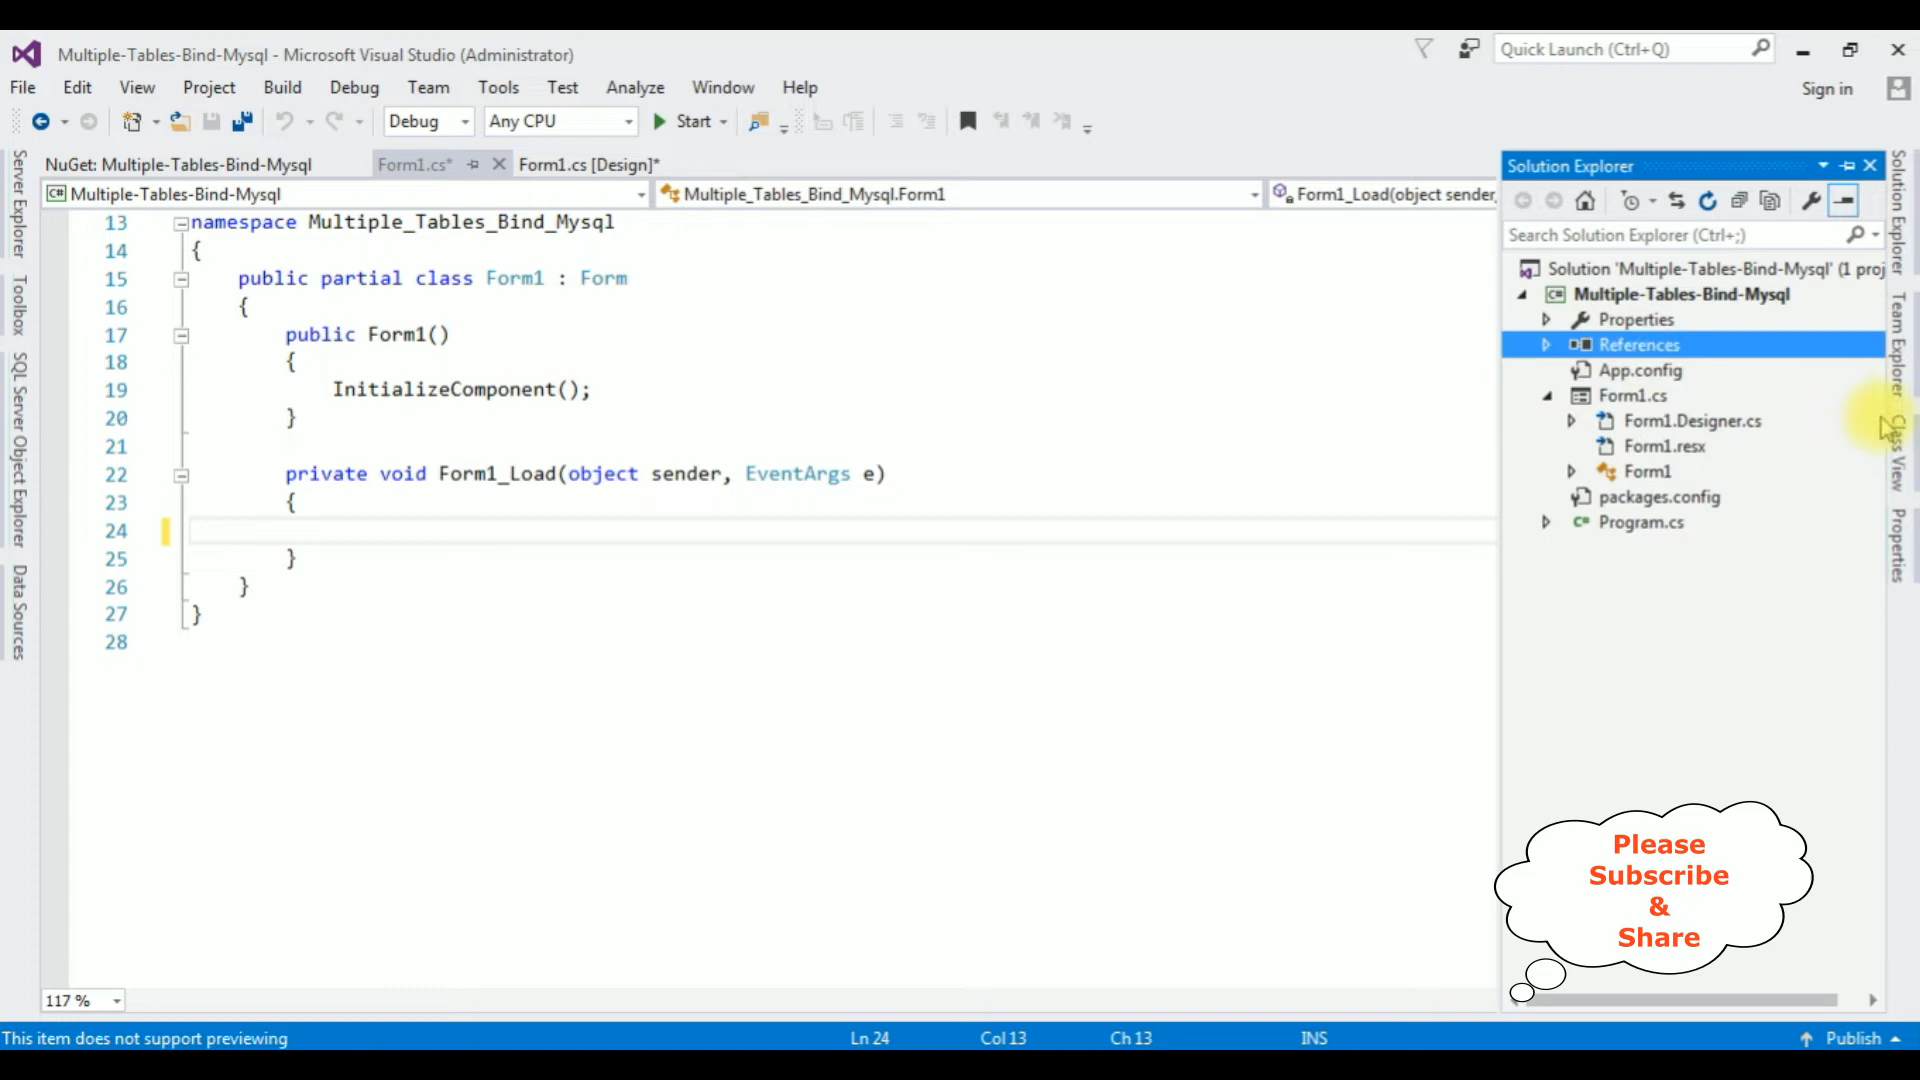 Multiple-Tables-Bind-Mysql - Microsoft Visual Studio (Administrator)
Quick Launch (Ctrl+Q)
File Edit View Project Build Debug Team Tools Test Analyze Window Help
Sign in
Debug Any CPU Start
NuGet: Multiple-Tables-Bind-Mysql Form1.cs* Form1.cs [Design]*
Multiple-Tables-Bind-Mysql Multiple_Tables_Bind_Mysql.Form1 Form1_Load(object sender,
13 namespace Multiple_Tables_Bind_Mysql
14 {
15 public partial class Form1 : Form
16 {
17 public Form1()
18 {
19 InitializeComponent();
20 }
21
22 private void Form1_Load(object sender, EventArgs e)
23 {
24
25 }
26 }
27 }
28
Server Explorer
Toolbox
SQL Server Object Explorer
Data Sources
Solution Explorer
Search Solution Explorer (Ctrl+;)
Solution 'Multiple-Tables-Bind-Mysql' (1 proj
C# Multiple-Tables-Bind-Mysql
Properties
References
App.config
Form1.cs
Form1.Designer.cs
Form1.resx
Form1
packages.config
C# Program.cs
Solution Explorer
Team Explorer
Class View
Properties
Please
Subscribe
&
Share
117 %
This item does not support previewing Ln 24 Col 13 Ch 13 INS Publish